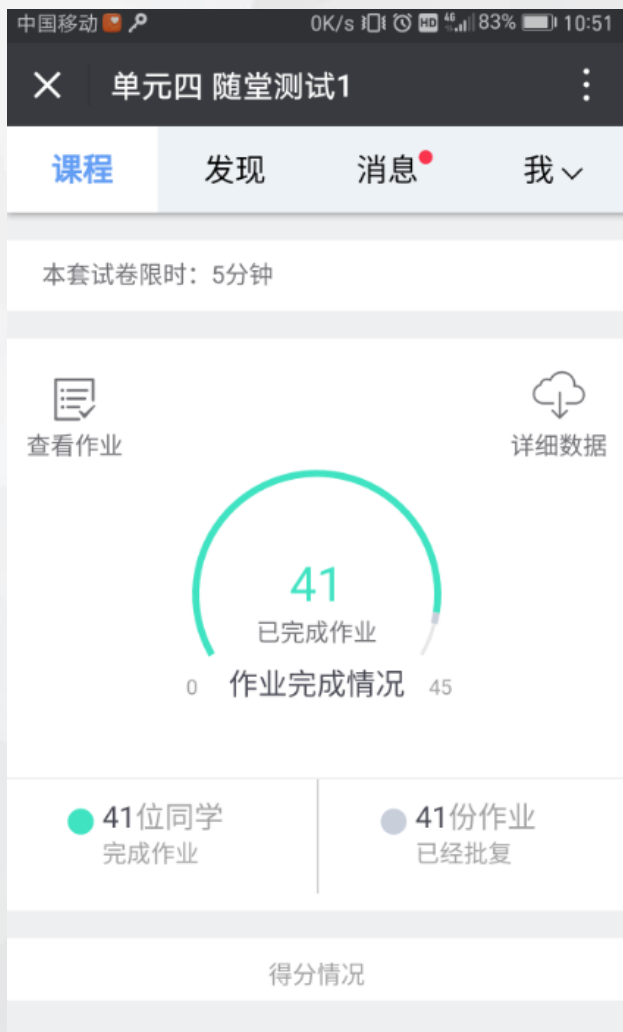 中国移动 0K/s HD 46 83% 10:51
单元四 随堂测试1
课程 发现 消息 我
本套试卷限时：5分钟
查看作业 详细数据
41
已完成作业
0 作业完成情况 45
41位同学 41份作业
完成作业 已经批复
得分情况